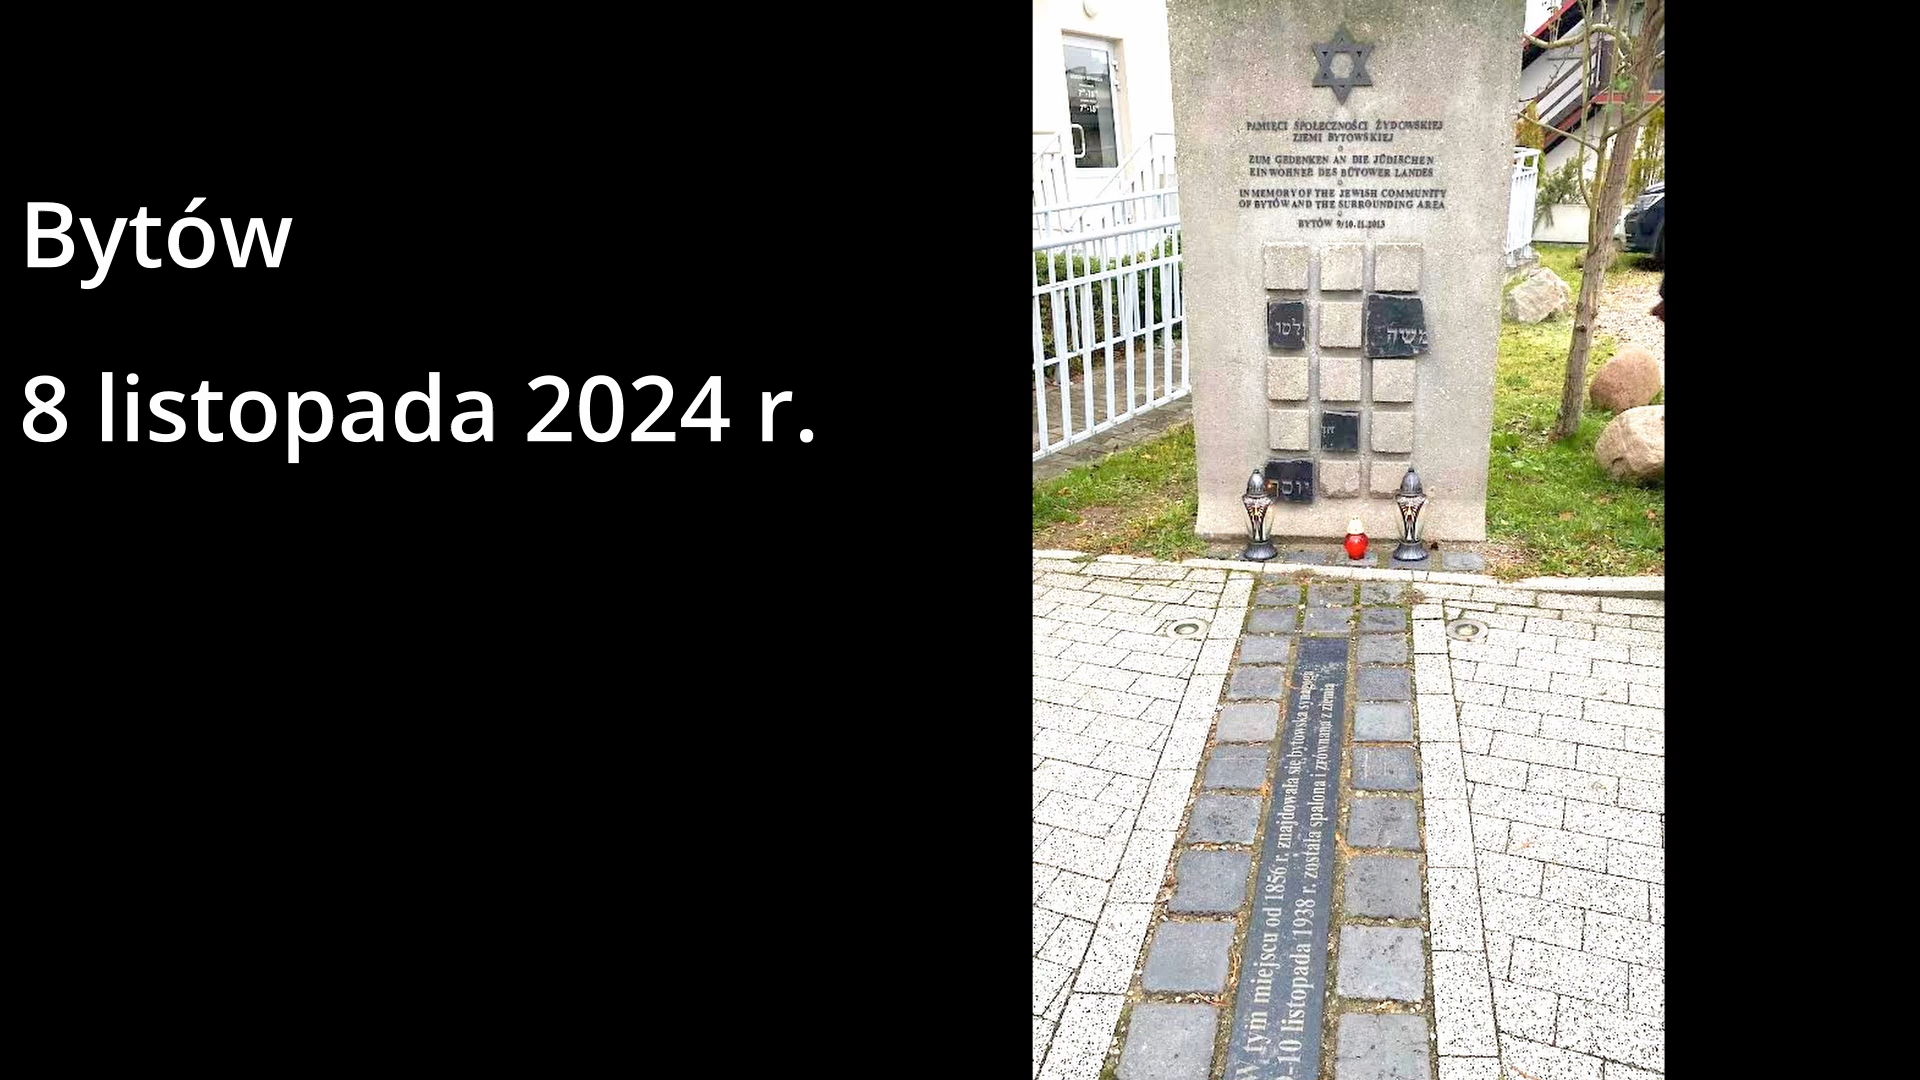 Bytów
8 listopada 2024 r.
PAMIĘCI SPOŁECZNOŚCI ŻYDOWSKIEJ
ZIEMI BYTOWSKIEJ
ZUM GEDENKEN AN DIE JÜDISCHEN
EINWOHNER DES BÜTOWER LANDES
IN MEMORY OF THE JEWISH COMMUNITY
OF BYTÓW AND THE SURROUNDING AREA
BYTÓW 9/10.11.2013
משה
יוסף
W tym miejscu od 1856 r. znajdowała się bytowska synagoga
-10 listopada 1938 r. została spalona i zrównana z ziemią